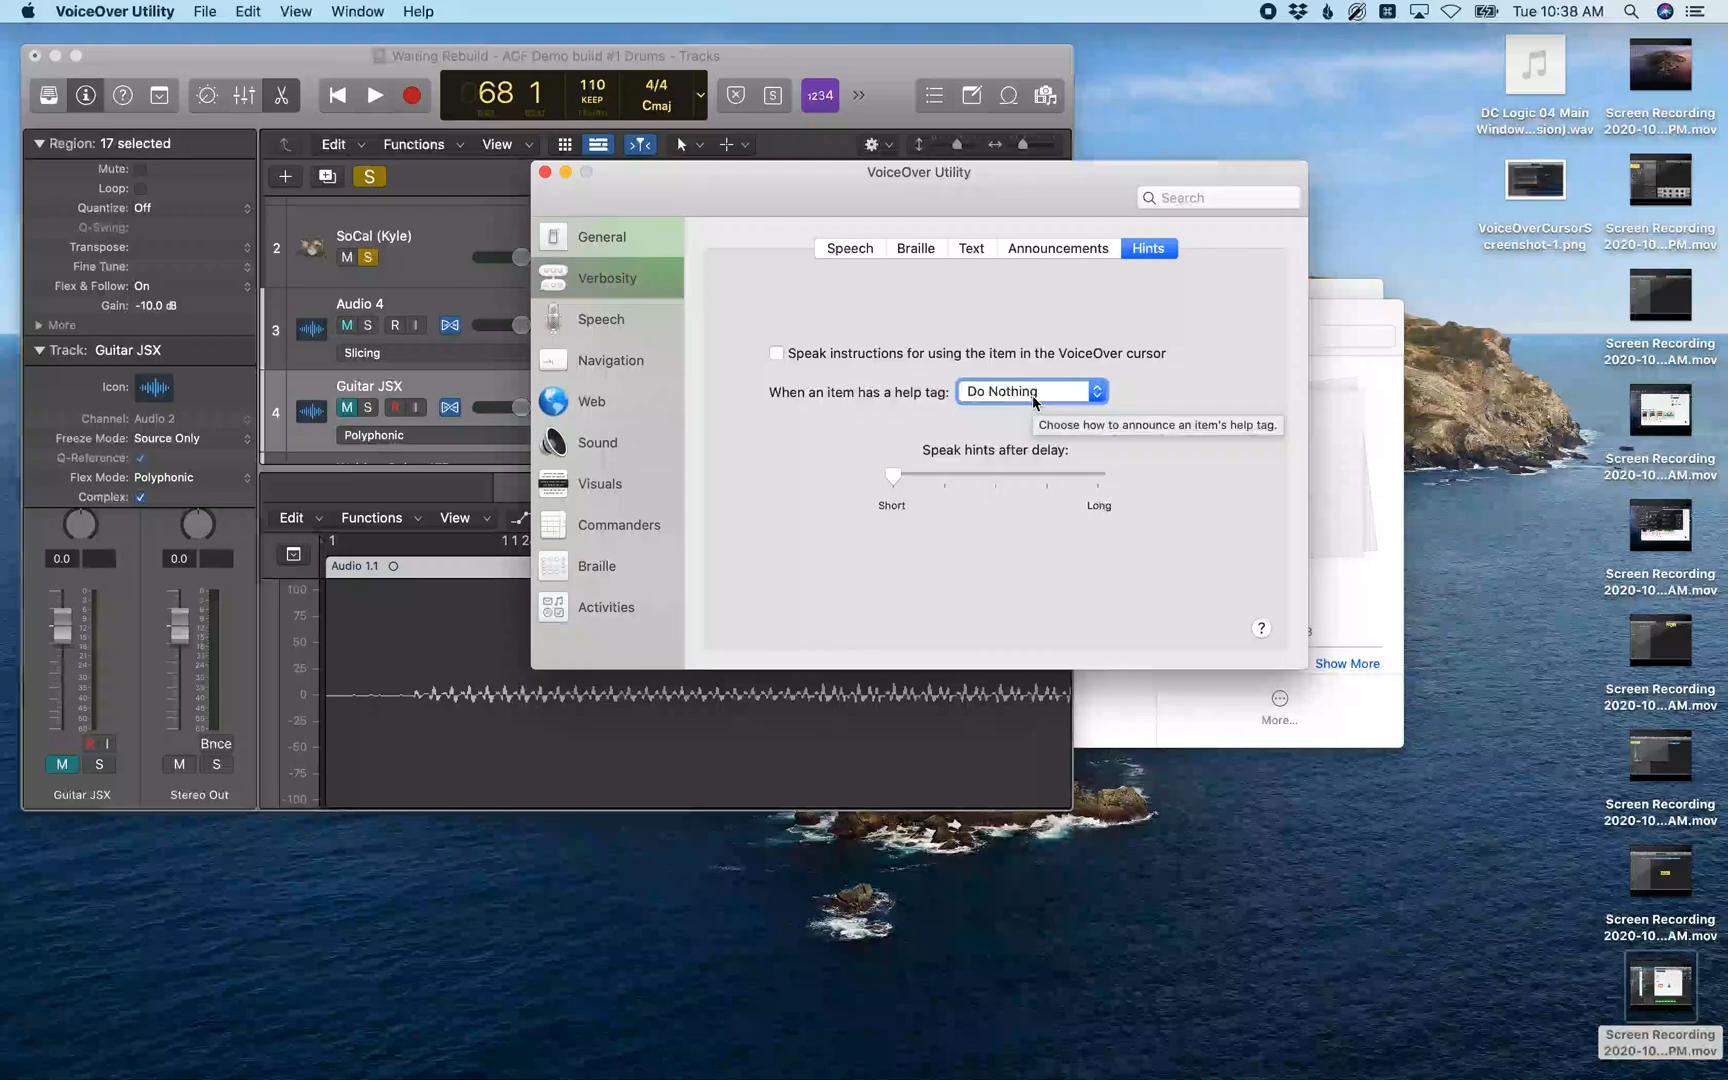 VoiceOver Utility File Edit View Window Help
Tue 10:38 AM
Waiting Rebuild - AGF Demo build #1 Drums - Tracks
68 1
110
KEEP
4/4
Cmaj
1234
Region: 17 selected
Mute:
Loop:
Quantize: Off
Q-Swing:
Transpose:
Fine Tune:
Flex & Follow: On
Gain: -10.0 dB
More
Track: Guitar JSX
Icon:
Channel: Audio 2
Freeze Mode: Source Only
Q-Reference:
Flex Mode: Polyphonic
Complex:
0.0
0.0
R I
Bnce
M S
M S
Guitar JSX
Stereo Out
Edit Functions View
S
2
SoCal (Kyle)
M S
3
Audio 4
M S R I
Slicing
4
Guitar JSX
M S R I
Polyphonic
Edit Functions View
1
Audio 1.1
100
75
50
25
0
-25
-50
-75
-100
VoiceOver Utility
Search
General
Verbosity
Speech
Navigation
Web
Sound
Visuals
Commanders
Braille
Activities
Speech Braille Text Announcements Hints
Speak instructions for using the item in the VoiceOver cursor
When an item has a help tag: Do Nothing
Choose how to announce an item's help tag.
Speak hints after delay:
Short
Long
?
Show More
More...
DC Logic 04 Main
Window...sion).wav
VoiceOverCursorS
creenshot-1.png
Screen Recording
2020-10...PM.mov
Screen Recording
2020-10...PM.mov
Screen Recording
2020-10...AM.mov
Screen Recording
2020-10...AM.mov
Screen Recording
2020-10...AM.mov
Screen Recording
2020-10...AM.mov
Screen Recording
2020-10...AM.mov
Screen Recording
2020-10...AM.mov
Screen Recording
2020-10...PM.mov